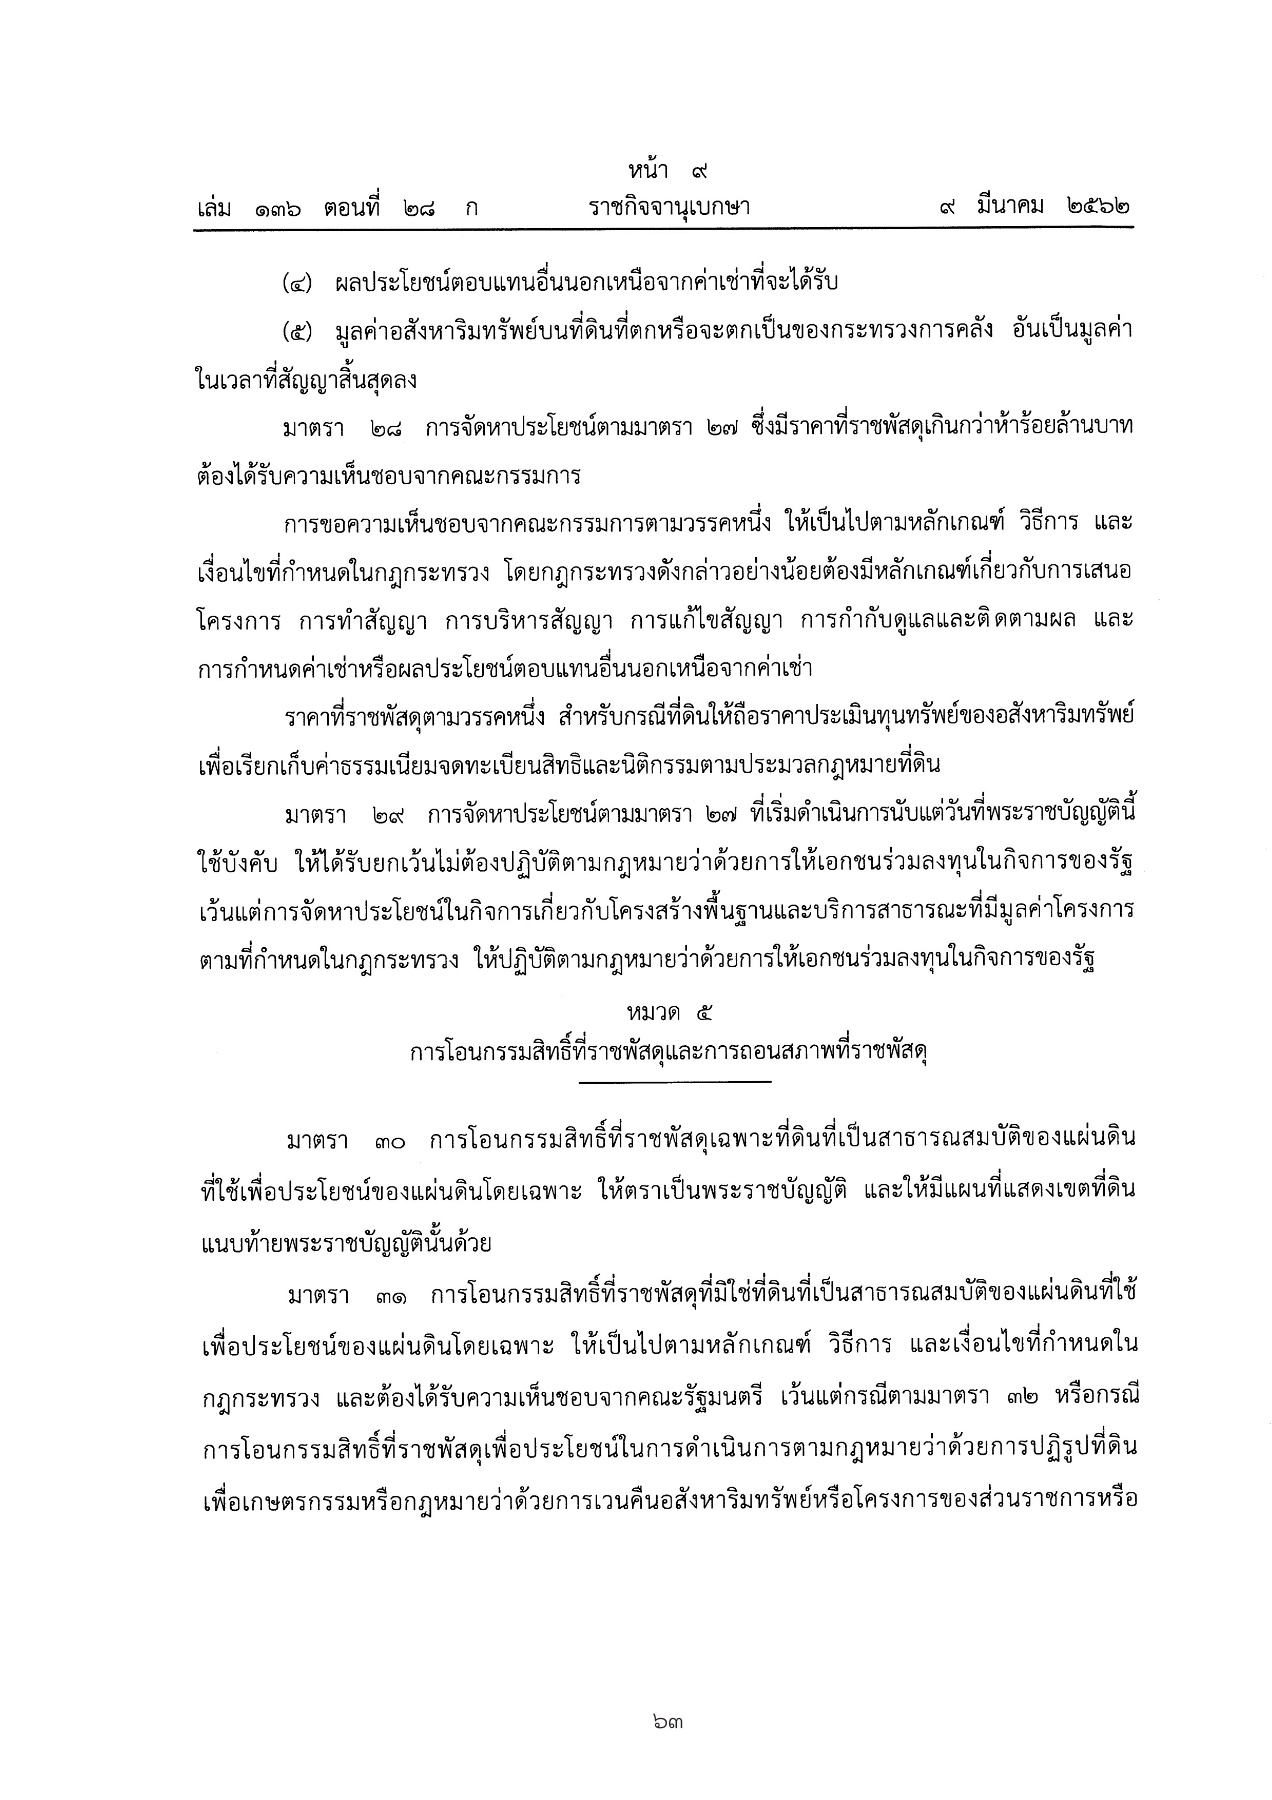 หน้า ๙
เล่ม ๑๓๖ ตอนที่ ๒๘ ก ราชกิจจานุเบกษา ๙ มีนาคม ๒๕๖๒
(๔) ผลประโยชน์ตอบแทนอื่นนอกเหนือจากค่าเช่าที่จะได้รับ
(๕) มูลค่าอสังหาริมทรัพย์บนที่ดินที่ตกหรือจะตกเป็นของกระทรวงการคลัง อันเป็นมูลค่า
ในเวลาที่สัญญาสิ้นสุดลง
มาตรา ๒๘ การจัดหาประโยชน์ตามมาตรา ๒๗ ซึ่งมีราคาที่ราชพัสดุเกินกว่าห้าร้อยล้านบาท
ต้องได้รับความเห็นชอบจากคณะกรรมการ
การขอความเห็นชอบจากคณะกรรมการตามวรรคหนึ่ง ให้เป็นไปตามหลักเกณฑ์ วิธีการ และ
เงื่อนไขที่กำหนดในกฎกระทรวง โดยกฎกระทรวงดังกล่าวอย่างน้อยต้องมีหลักเกณฑ์เกี่ยวกับการเสนอ
โครงการ การทำสัญญา การบริหารสัญญา การแก้ไขสัญญา การกำกับดูแลและติดตามผล และ
การกำหนดค่าเช่าหรือผลประโยชน์ตอบแทนอื่นนอกเหนือจากค่าเช่า
ราคาที่ราชพัสดุตามวรรคหนึ่ง สำหรับกรณีที่ดินให้ถือราคาประเมินทุนทรัพย์ของอสังหาริมทรัพย์
เพื่อเรียกเก็บค่าธรรมเนียมจดทะเบียนสิทธิและนิติกรรมตามประมวลกฎหมายที่ดิน
มาตรา ๒๙ การจัดหาประโยชน์ตามมาตรา ๒๗ ที่เริ่มดำเนินการนับแต่วันที่พระราชบัญญัตินี้
ใช้บังคับ ให้ได้รับยกเว้นไม่ต้องปฏิบัติตามกฎหมายว่าด้วยการให้เอกชนร่วมลงทุนในกิจการของรัฐ
เว้นแต่การจัดหาประโยชน์ในกิจการเกี่ยวกับโครงสร้างพื้นฐานและบริการสาธารณะที่มีมูลค่าโครงการ
ตามที่กำหนดในกฎกระทรวง ให้ปฏิบัติตามกฎหมายว่าด้วยการให้เอกชนร่วมลงทุนในกิจการของรัฐ
หมวด ๕
การโอนกรรมสิทธิ์ที่ราชพัสดุและการถอนสภาพที่ราชพัสดุ
มาตรา ๓๐ การโอนกรรมสิทธิ์ที่ราชพัสดุเฉพาะที่ดินที่เป็นสาธารณสมบัติของแผ่นดิน
ที่ใช้เพื่อประโยชน์ของแผ่นดินโดยเฉพาะ ให้ตราเป็นพระราชบัญญัติ และให้มีแผนที่แสดงเขตที่ดิน
แนบท้ายพระราชบัญญัตินั้นด้วย
มาตรา ๓๑ การโอนกรรมสิทธิ์ที่ราชพัสดุที่มิใช่ที่ดินที่เป็นสาธารณสมบัติของแผ่นดินที่ใช้
เพื่อประโยชน์ของแผ่นดินโดยเฉพาะ ให้เป็นไปตามหลักเกณฑ์ วิธีการ และเงื่อนไขที่กำหนดใน
กฎกระทรวง และต้องได้รับความเห็นชอบจากคณะรัฐมนตรี เว้นแต่กรณีตามมาตรา ๓๒ หรือกรณี
การโอนกรรมสิทธิ์ที่ราชพัสดุเพื่อประโยชน์ในการดำเนินการตามกฎหมายว่าด้วยการปฏิรูปที่ดิน
เพื่อเกษตรกรรมหรือกฎหมายว่าด้วยการเวนคืนอสังหาริมทรัพย์หรือโครงการของส่วนราชการหรือ
๖๓